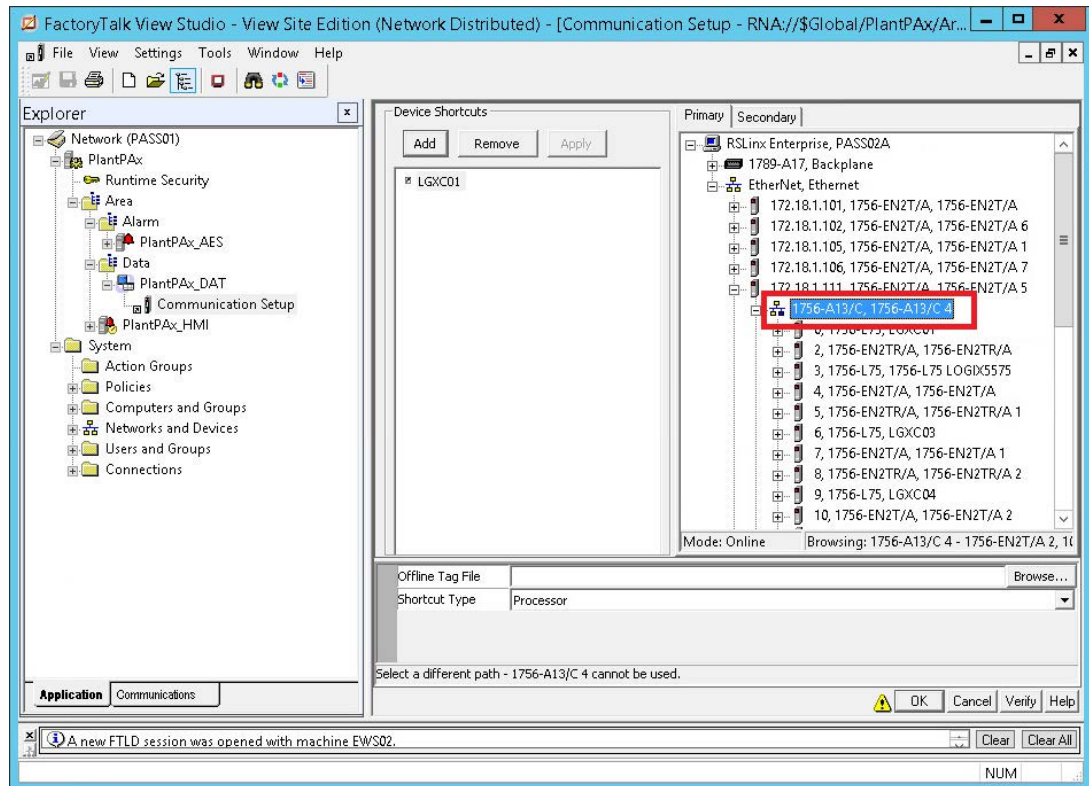 FactoryTalk View Studio - View Site Edition (Network Distributed) - [Communication Setup - RNA://$Global/PlantPAx/Ar...
File View Settings Tools Window Help
Explorer
Network (PASS01)
PlantPAx
Runtime Security
Area
Alarm
PlantPAx_AES
Data
PlantPAx_DAT
Communication Setup
PlantPAx_HMI
System
Action Groups
Policies
Computers and Groups
Networks and Devices
Users and Groups
Connections
Application Communications
Device Shortcuts
Add Remove Apply
LGXC01
Primary Secondary
RSLinx Enterprise, PASS02A
1789-A17, Backplane
EtherNet, Ethernet
172.18.1.101, 1756-EN2T/A, 1756-EN2T/A
172.18.1.102, 1756-EN2T/A, 1756-EN2T/A 6
172.18.1.105, 1756-EN2T/A, 1756-EN2T/A 1
172.18.1.106, 1756-EN2T/A, 1756-EN2T/A 7
172.18.1.111, 1756-EN2T/A, 1756-EN2T/A 5
1756-A13/C, 1756-A13/C 4
0, 1756-L75, LGXC01
2, 1756-EN2TR/A, 1756-EN2TR/A
3, 1756-L75, 1756-L75 LOGIX5575
4, 1756-EN2T/A, 1756-EN2T/A
5, 1756-EN2TR/A, 1756-EN2TR/A 1
6, 1756-L75, LGXC03
7, 1756-EN2T/A, 1756-EN2T/A 1
8, 1756-EN2TR/A, 1756-EN2TR/A 2
9, 1756-L75, LGXC04
10, 1756-EN2T/A, 1756-EN2T/A 2
Mode: Online Browsing: 1756-A13/C 4 - 1756-EN2T/A 2, 1(
Offline Tag File Browse...
Shortcut Type Processor
Select a different path - 1756-A13/C 4 cannot be used.
OK Cancel Verify Help
A new FTLD session was opened with machine EWS02.
Clear Clear All
NUM